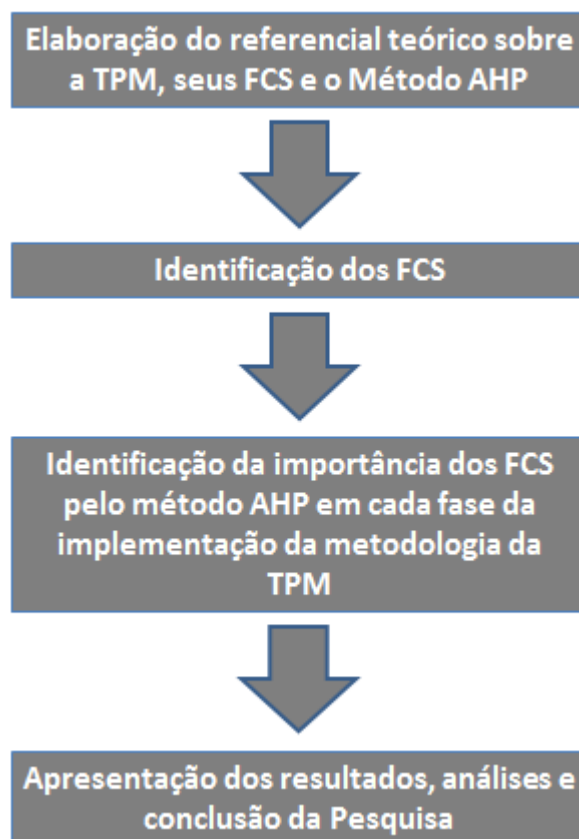 Elaboração do referencial teórico sobre
a TPM, seus FCS e o Método AHP
Identificação dos FCS
Identificação da importância dos FCS
pelo método AHP em cada fase da
implementação da metodologia da
TPM
Apresentação dos resultados, análises e
conclusão da Pesquisa